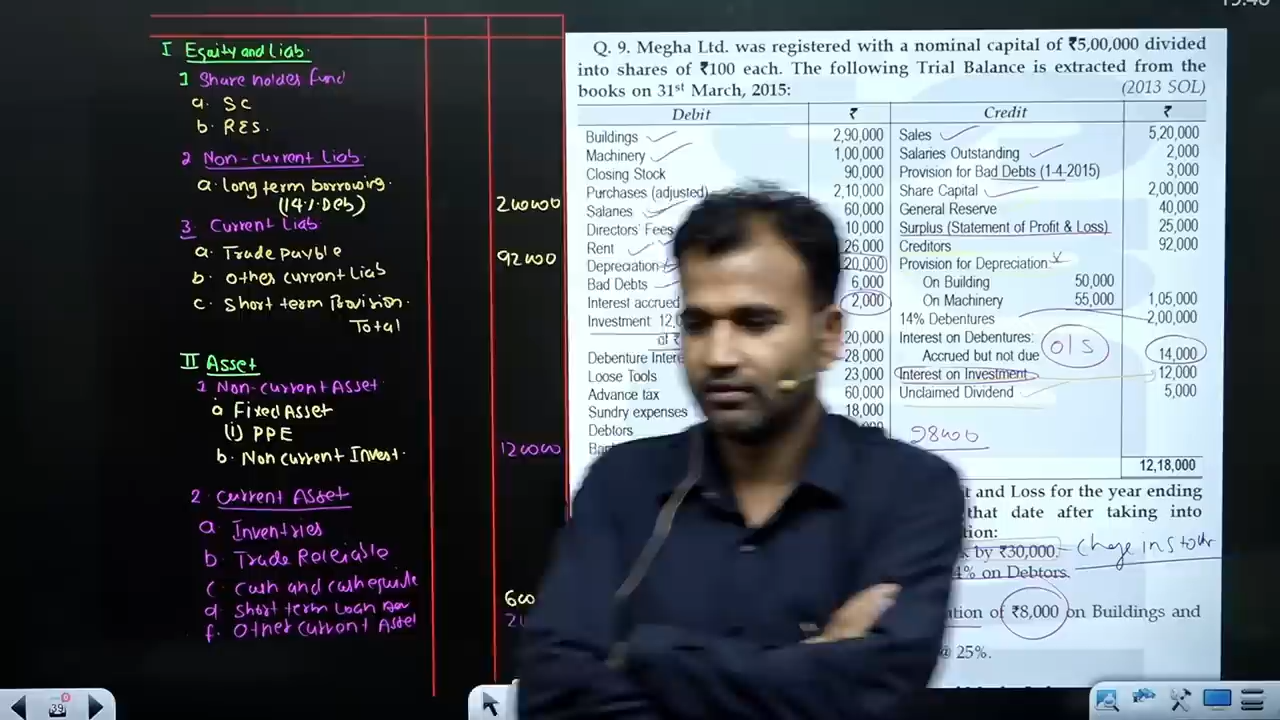 I Equity and Liab.
1 Share holder fund
a. SC
b. RES.
2 Non-current Liab.
a. long term borrowing.
(14%.Deb)
200000
3. Current Liab.
a. Trade payble
92000
b. other current Liab
c. short term Provision.
Total
II Asset
1 Non-current Asset.
a Fixed Asset
(i) PPE
b. Non current Invest.
120000
2. Current Asset
a Inventries
b. Trade
c. Cash and cash
d short term Loan
600
f. Other current Asset
39
Q. 9. Megha Ltd. was registered with a nominal capital of ₹5,00,000 divided
into shares of ₹100 each. The following Trial Balance is extracted from the
books on 31st March, 2015: (2013 SOL)
Debit ₹ Credit ₹
Buildings 2,90,000 Sales 5,20,000
Machinery 1,00,000 Salaries Outstanding 2,000
Closing Stock 90,000 Provision for Bad Debts (1-4-2015) 3,000
Purchases (adjusted) 2,10,000 Share Capital 2,00,000
Salaries 60,000 General Reserve 40,000
Directors' Fees 10,000 Surplus (Statement of Profit & Loss) 25,000
Rent 26,000 Creditors 92,000
Depreciation 20,000 Provision for Depreciation:
Bad Debts 6,000 On Building 50,000
Interest accrued 2,000 On Machinery 55,000 1,05,000
Investment 14% Debentures 2,00,000
20,000 Interest on Debentures:
Debenture 28,000 Accrued but not due O/S 14,000
Loose Tools 23,000 Interest on Investment 12,000
Advance tax 60,000 Unclaimed Dividend 5,000
Sundry expenses 18,000
Debtors 28000
12,18,000
and Loss for the year ending
that date after taking into
by ₹30,000. - Change in stock
% on Debtors.
of ₹8,000 on Buildings and
25%.